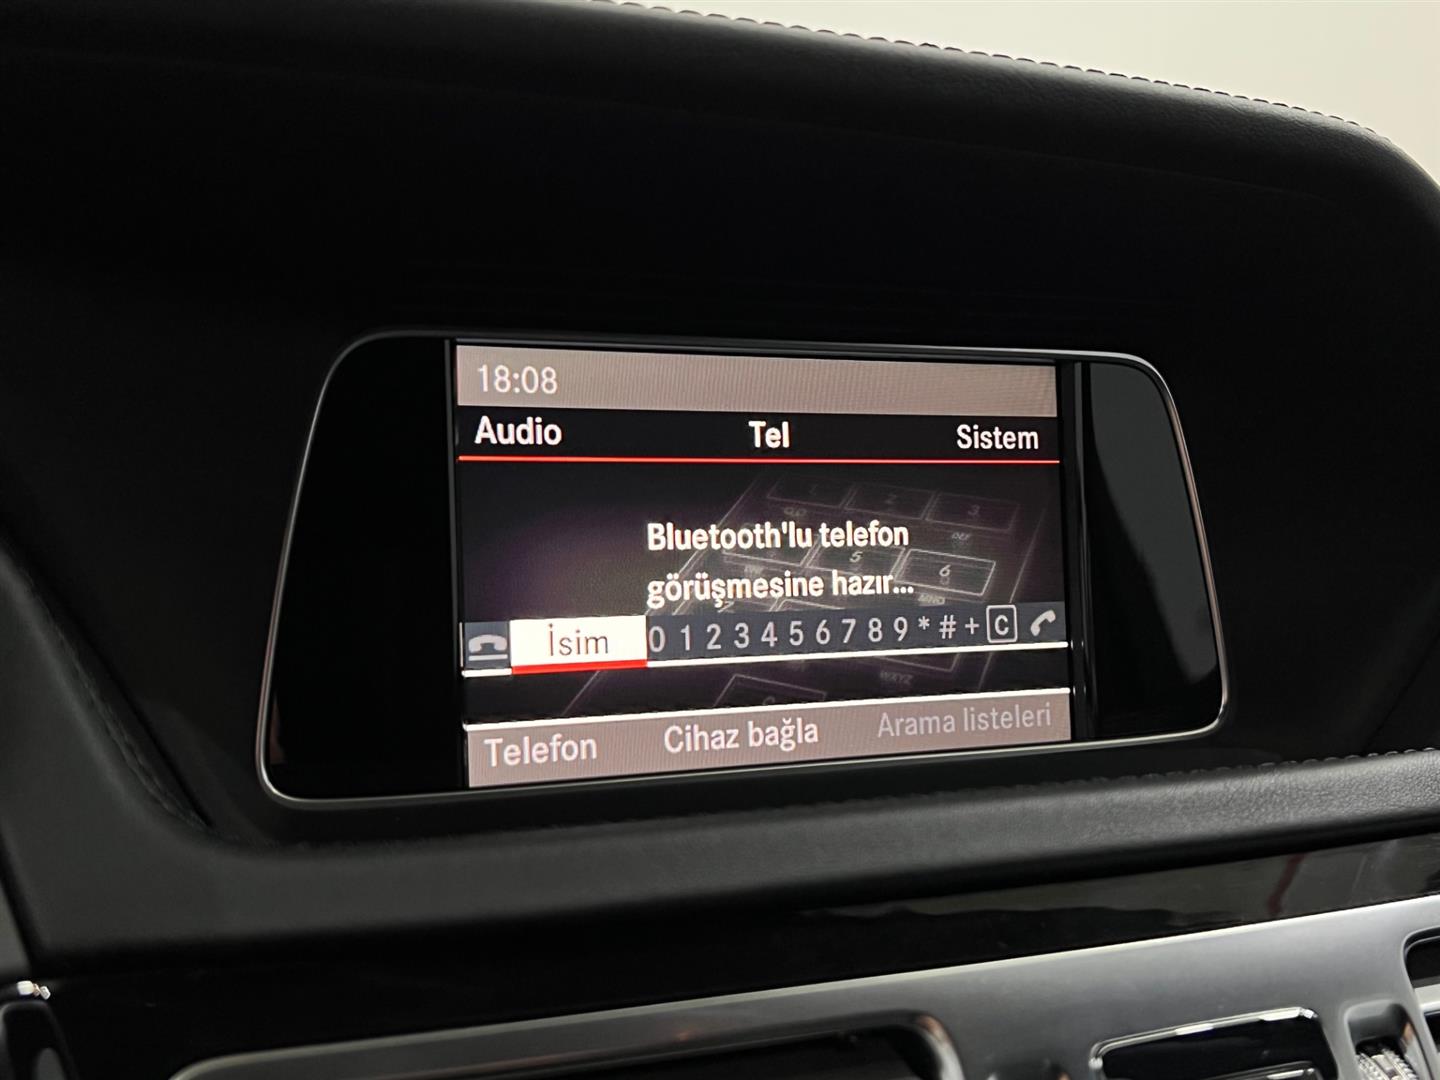 18:08
Audio Tel Sistem
Bluetooth'lu telefon
görüşmesine hazır...
İsim 0 1 2 3 4 5 6 7 8 9 * # + C
Telefon Cihaz bağla Arama listeleri